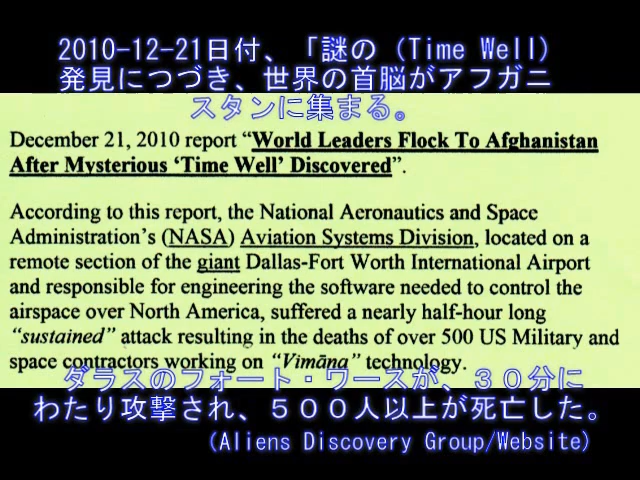 2010-12-21日付、「謎の (Time Well)
発見につづき、世界の首脳がアフガニ
スタンに集まる。
December 21, 2010 report “World Leaders Flock To Afghanistan
After Mysterious ‘Time Well’ Discovered”.
According to this report, the National Aeronautics and Space
Administration’s (NASA) Aviation Systems Division, located on a
remote section of the giant Dallas-Fort Worth International Airport
and responsible for engineering the software needed to control the
airspace over North America, suffered a nearly half-hour long
“sustained” attack resulting in the deaths of over 500 US Military and
space contractors working on “Vimāna” technology.
ダラスのフォート・ワースが、３０分に
わたり攻撃され、５００人以上が死亡した。
(Aliens Discovery Group/Website)